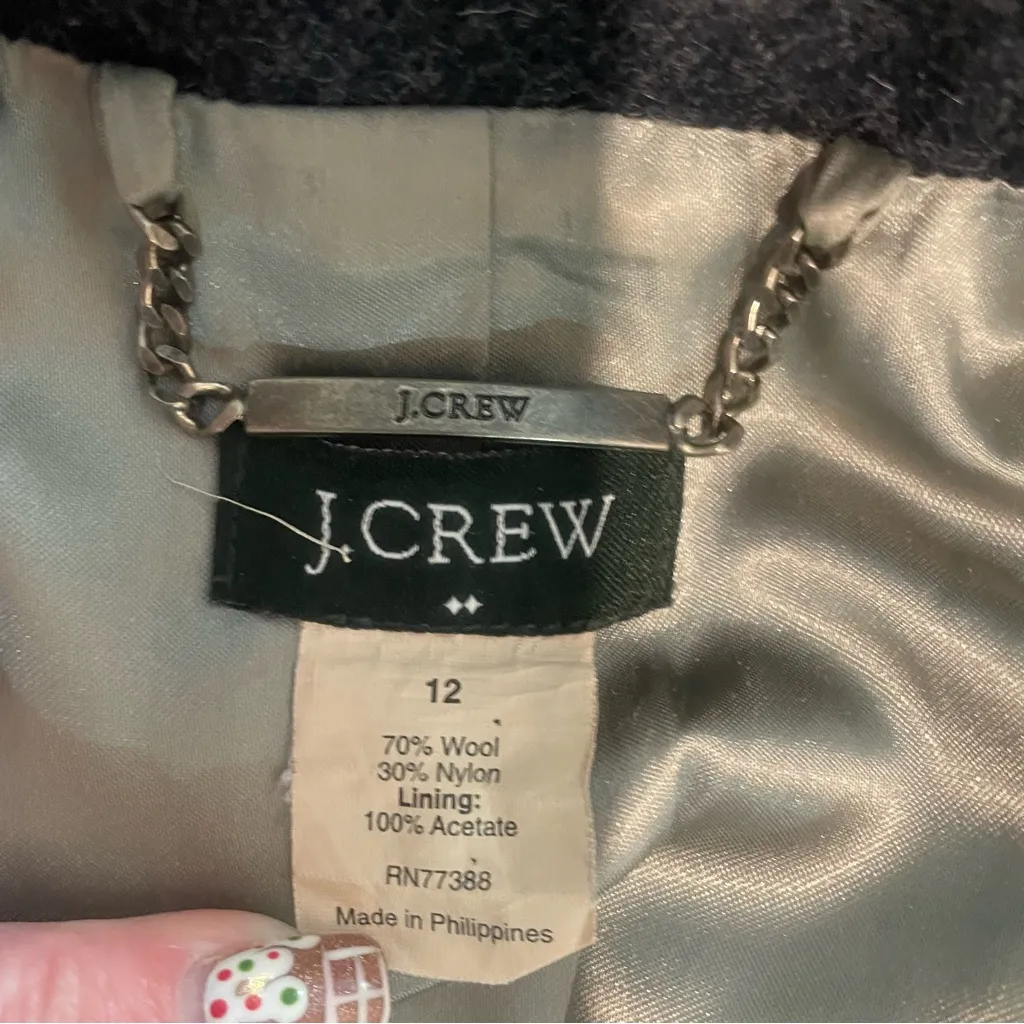 J.CREW
J.CREW
12
70% Wool
30% Nylon
Lining:
100% Acetate
RN77388
Made in Philippines